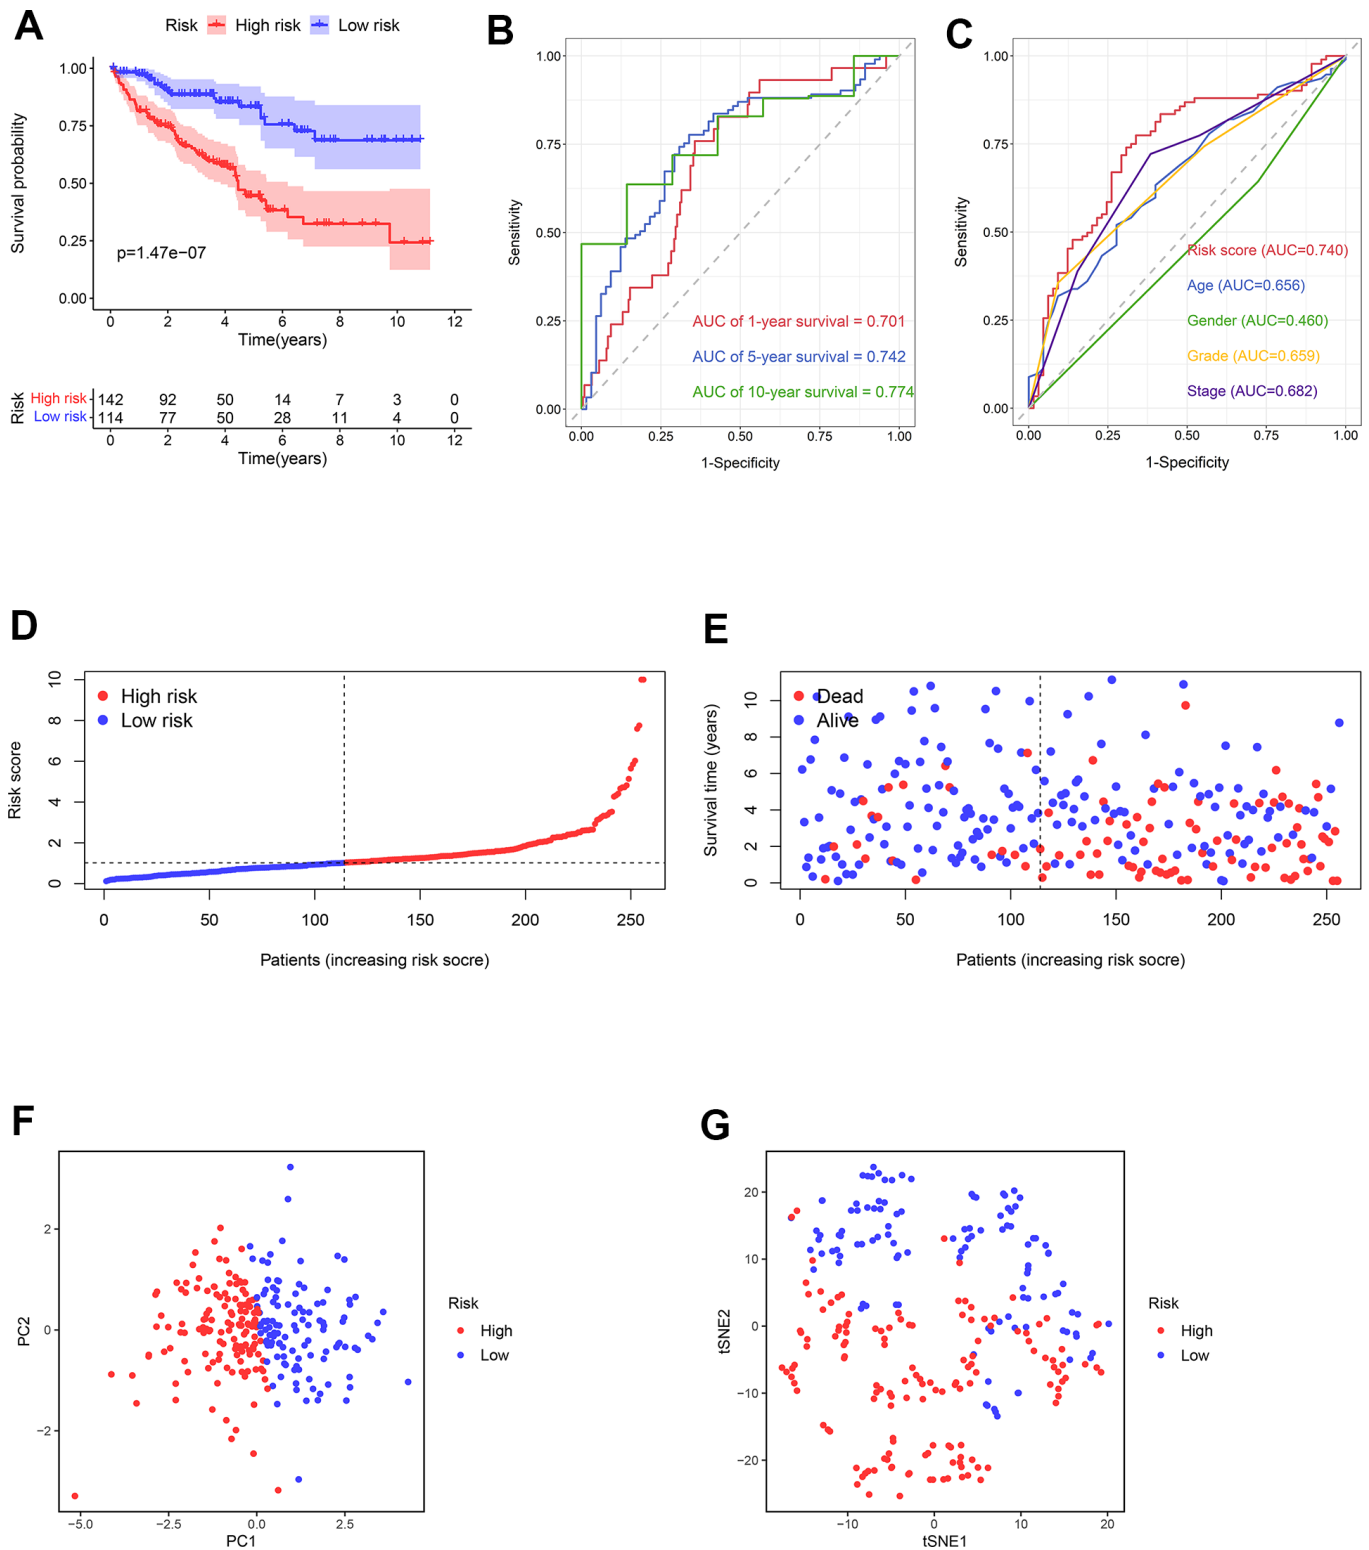 A
Risk High risk Low risk
Survival probability
1.00
0.75
0.50
0.25
0.00
p=1.47e−07
0 2 4 6 8 10 12
Time(years)
Risk
High risk 142 92 50 14 7 3 0
Low risk 114 77 50 28 11 4 0
0 2 4 6 8 10 12
Time(years)
B
Sensitivity
1.00
0.75
0.50
0.25
0.00
AUC of 1-year survival = 0.701
AUC of 5-year survival = 0.742
AUC of 10-year survival = 0.774
0.00 0.25 0.50 0.75 1.00
1-Specificity
C
Sensitivity
1.00
0.75
0.50
0.25
0.00
Risk score (AUC=0.740)
Age (AUC=0.656)
Gender (AUC=0.460)
Grade (AUC=0.659)
Stage (AUC=0.682)
0.00 0.25 0.50 0.75 1.00
1-Specificity
D
Risk score
10
8
6
4
2
0
High risk
Low risk
0 50 100 150 200 250
Patients (increasing risk socre)
E
Survival time (years)
10
8
6
4
2
0
Dead
Alive
0 50 100 150 200 250
Patients (increasing risk socre)
F
PC2
2
0
−2
−5.0 −2.5 0.0 2.5
PC1
Risk
High
Low
G
tSNE2
20
10
0
−10
−20
−10 0 10 20
tSNE1
Risk
High
Low